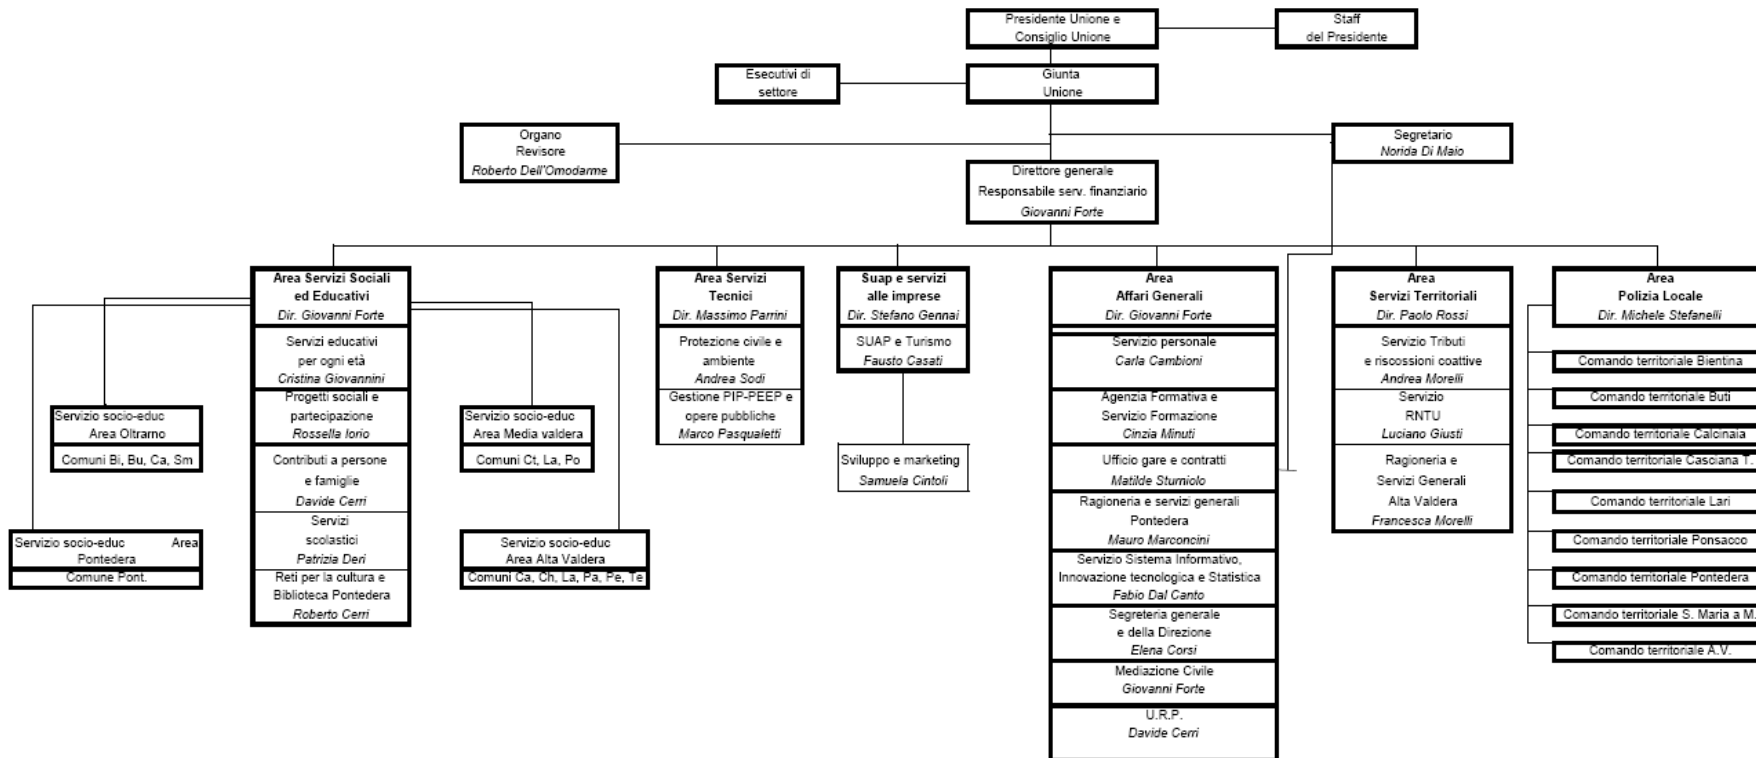 Presidente Unione e
Consiglio Unione
Staff
del Presidente
Esecutivi di
settore
Giunta
Unione
Organo
Revisore
Roberto Dell'Omodarme
Segretario
Norida Di Maio
Direttore generale
Responsabile serv. finanziario
Giovanni Forte
Area Servizi Sociali
ed Educativi
Dir. Giovanni Forte
Servizi educativi
per ogni età
Cristina Giovannini
Progetti sociali e
partecipazione
Rossella Iorio
Contributi a persone
e famiglie
Davide Cerri
Servizi
scolastici
Patrizia Deri
Reti per la cultura e
Biblioteca Pontedera
Roberto Cerri
Servizio socio-educ
Area Oltrarno
Comuni Bi, Bu, Ca, Sm
Servizio socio-educ Area
Pontedera
Comune Pont.
Servizio socio-educ
Area Media valdera
Comuni Ct, La, Po
Servizio socio-educ
Area Alta Valdera
Comuni Ca, Ch, La, Pa, Pe, Te
Area Servizi
Tecnici
Dir. Massimo Parrini
Protezione civile e
ambiente
Andrea Sodi
Gestione PIP-PEEP e
opere pubbliche
Marco Pasqualetti
Suap e servizi
alle imprese
Dir. Stefano Gennai
SUAP e Turismo
Fausto Casati
Sviluppo e marketing
Samuela Cintoli
Area
Affari Generali
Dir. Giovanni Forte
Servizio personale
Carla Cambioni
Agenzia Formativa e
Servizio Formazione
Cinzia Minuti
Ufficio gare e contratti
Matilde Sturniolo
Ragioneria e servizi generali
Pontedera
Mauro Marconcini
Servizio Sistema Informativo,
Innovazione tecnologica e Statistica
Fabio Dal Canto
Segreteria generale
e della Direzione
Elena Corsi
Mediazione Civile
Giovanni Forte
U.R.P.
Davide Cerri
Area
Servizi Territoriali
Dir. Paolo Rossi
Servizio Tributi
e riscossioni coattive
Andrea Morelli
Servizio
RNTU
Luciano Giusti
Ragioneria e
Servizi Generali
Alta Valdera
Francesca Morelli
Area
Polizia Locale
Dir. Michele Stefanelli
Comando territoriale Bientina
Comando territoriale Buti
Comando territoriale Calcinaia
Comando territoriale Casciana T.
Comando territoriale Lari
Comando territoriale Ponsacco
Comando territoriale Pontedera
Comando territoriale S. Maria a M.
Comando territoriale A.V.